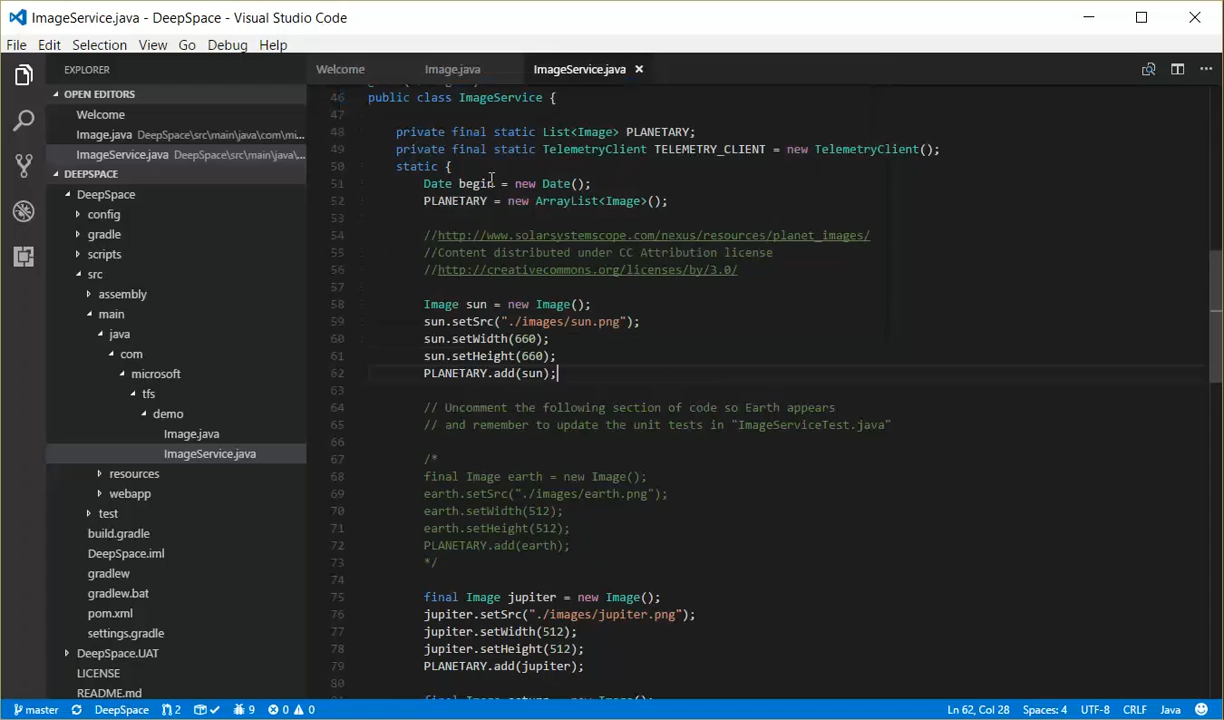 ImageService.java - DeepSpace - Visual Studio Code
File Edit Selection View Go Debug Help
EXPLORER
OPEN EDITORS
Welcome
Image.java DeepSpace\src\main\java\com\mi...
ImageService.java DeepSpace\src\main\java...
DEEPSPACE
DeepSpace
config
gradle
scripts
src
assembly
main
java
com
microsoft
tfs
demo
Image.java
ImageService.java
resources
webapp
test
build.gradle
DeepSpace.iml
gradlew
gradlew.bat
pom.xml
settings.gradle
DeepSpace.UAT
LICENSE
README.md
Welcome Image.java ImageService.java
46 public class ImageService {
47
48 private final static List<Image> PLANETARY;
49 private final static TelemetryClient TELEMETRY_CLIENT = new TelemetryClient();
50 static {
51 Date begin = new Date();
52 PLANETARY = new ArrayList<Image>();
53
54 //http://www.solarsystemscope.com/nexus/resources/planet_images/
55 //Content distributed under CC Attribution license
56 //http://creativecommons.org/licenses/by/3.0/
57
58 Image sun = new Image();
59 sun.setSrc("./images/sun.png");
60 sun.setWidth(660);
61 sun.setHeight(660);
62 PLANETARY.add(sun);
63
64 // Uncomment the following section of code so Earth appears
65 // and remember to update the unit tests in "ImageServiceTest.java"
66
67 /*
68 final Image earth = new Image();
69 earth.setSrc("./images/earth.png");
70 earth.setWidth(512);
71 earth.setHeight(512);
72 PLANETARY.add(earth);
73 */
74
75 final Image jupiter = new Image();
76 jupiter.setSrc("./images/jupiter.png");
77 jupiter.setWidth(512);
78 jupiter.setHeight(512);
79 PLANETARY.add(jupiter);
80
master DeepSpace 2 9 0 0 Ln 62, Col 28 Spaces: 4 UTF-8 CRLF Java